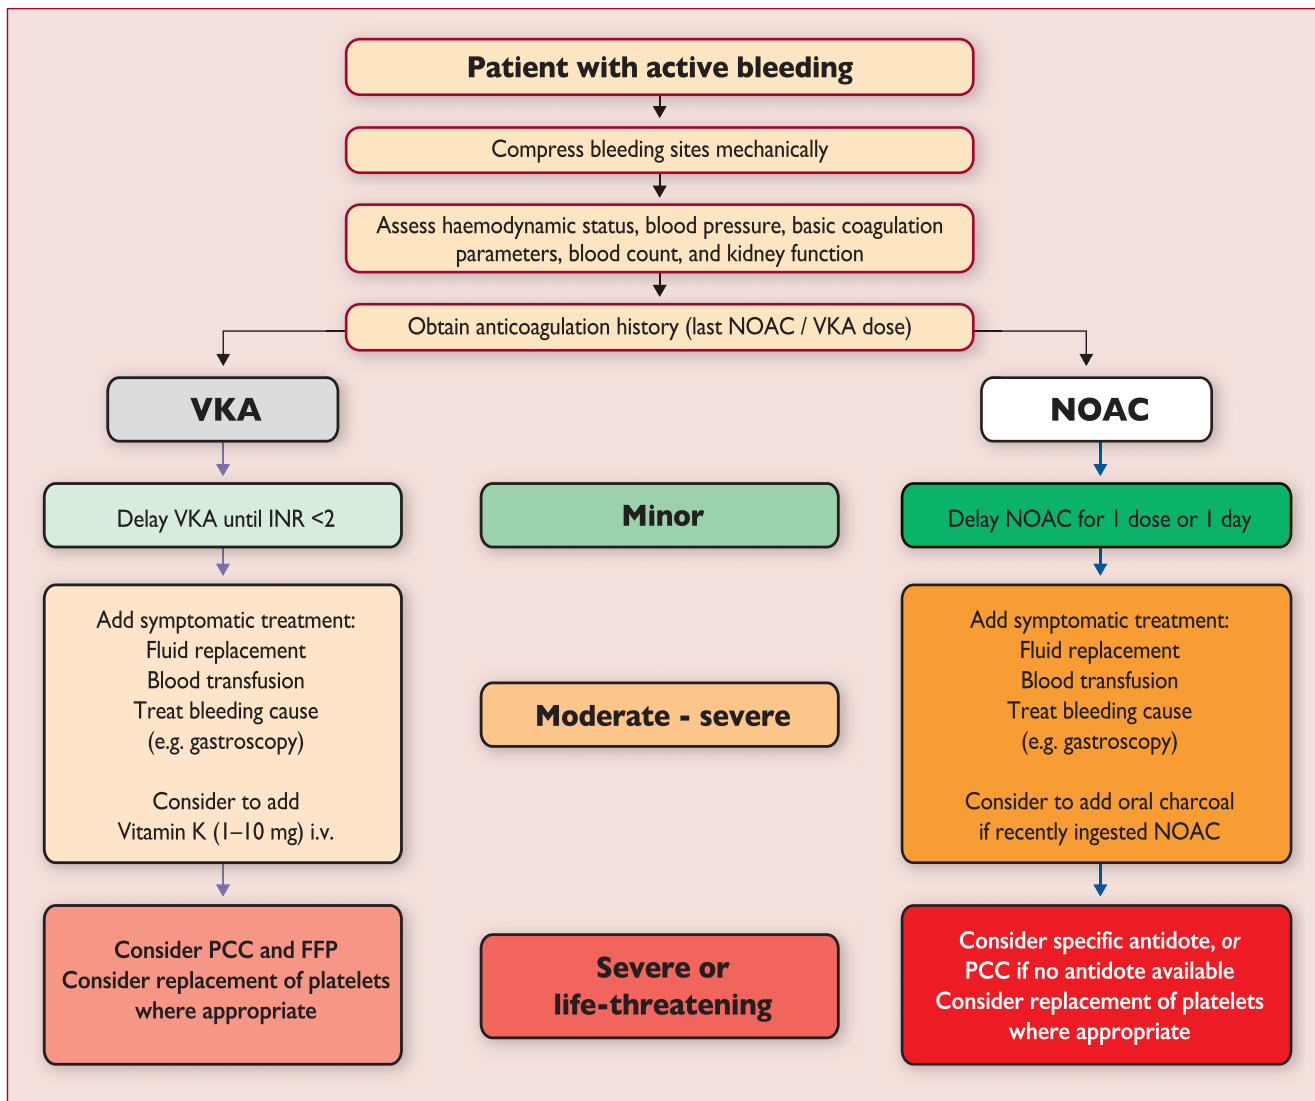 Patient with active bleeding
Compress bleeding sites mechanically
Assess haemodynamic status, blood pressure, basic coagulation
parameters, blood count, and kidney function
Obtain anticoagulation history (last NOAC / VKA dose)
VKA
NOAC
Delay VKA until INR <2
Minor
Delay NOAC for 1 dose or 1 day
Add symptomatic treatment:
Fluid replacement
Blood transfusion
Treat bleeding cause
(e.g. gastroscopy)
Consider to add
Vitamin K (1–10 mg) i.v.
Moderate - severe
Add symptomatic treatment:
Fluid replacement
Blood transfusion
Treat bleeding cause
(e.g. gastroscopy)
Consider to add oral charcoal
if recently ingested NOAC
Consider PCC and FFP
Consider replacement of platelets
where appropriate
Severe or
life-threatening
Consider specific antidote, or
PCC if no antidote available
Consider replacement of platelets
where appropriate